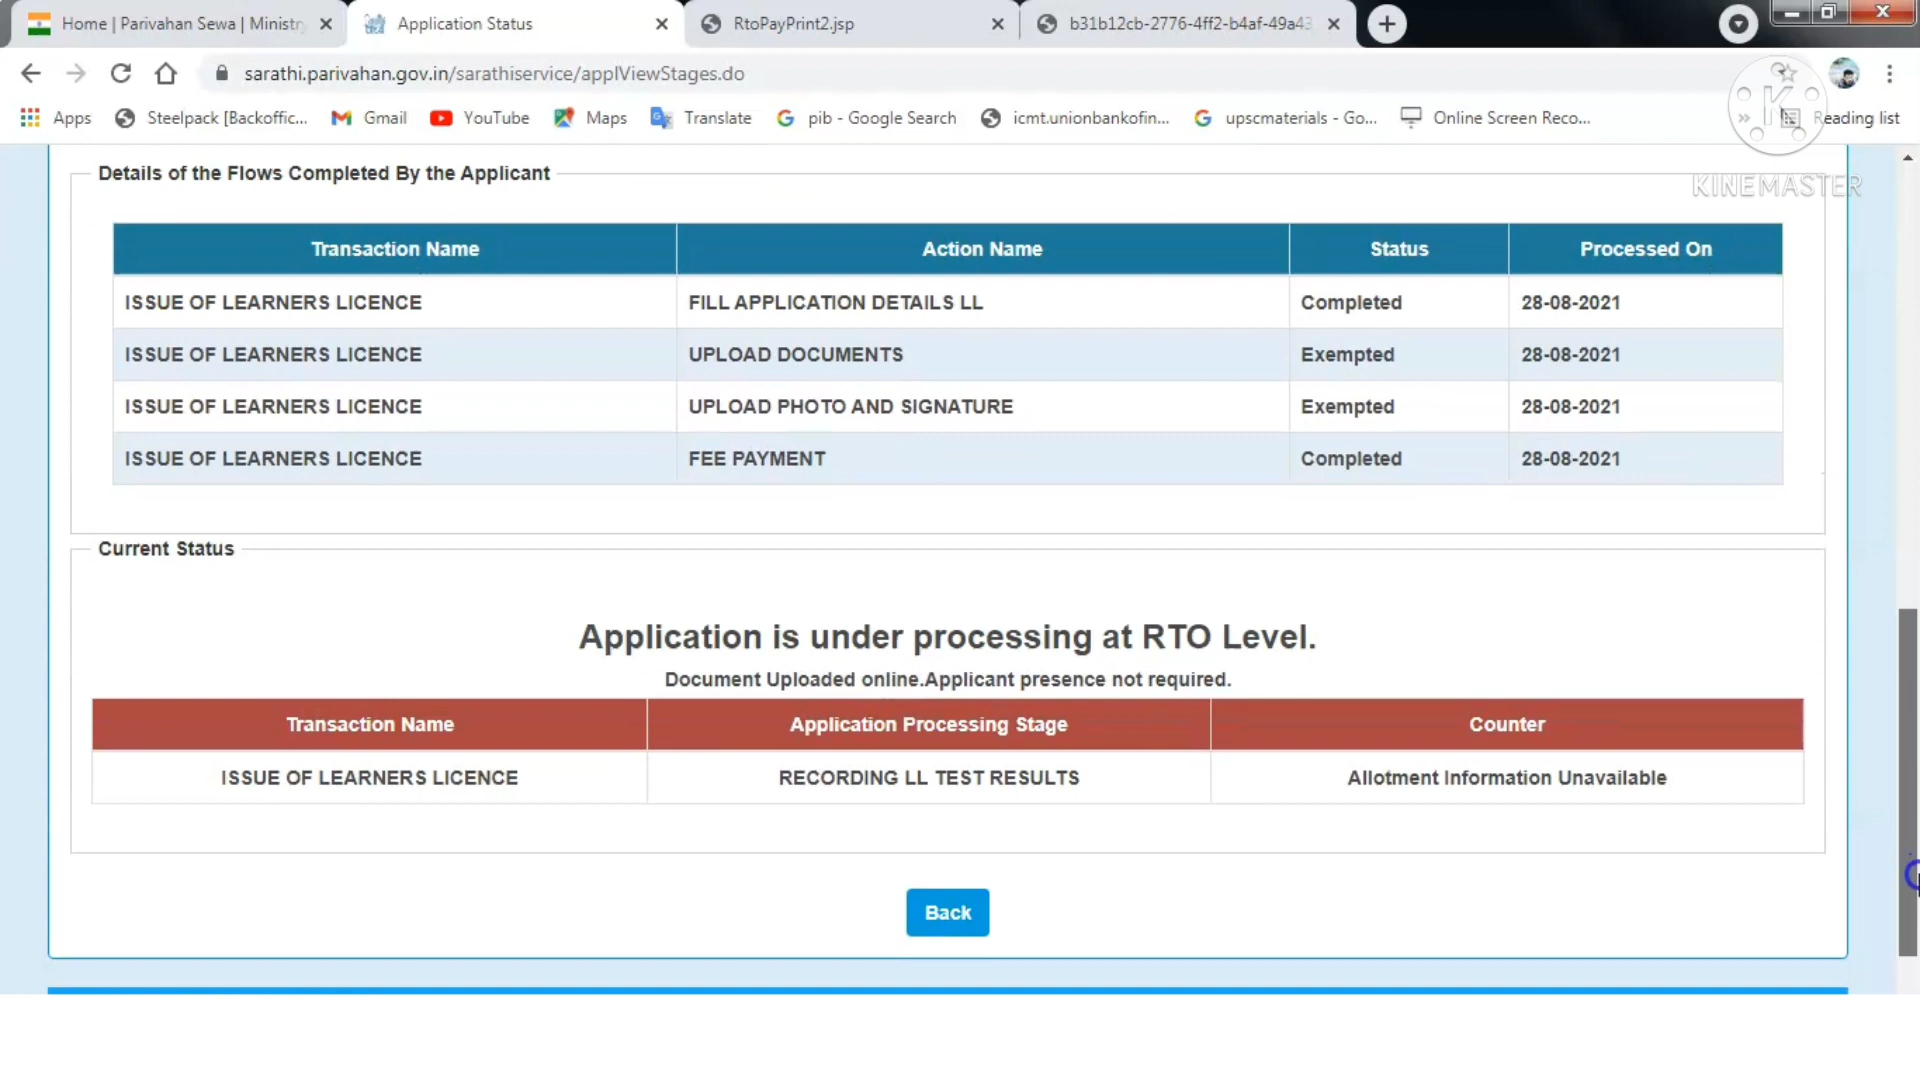 Home | Parivahan Sewa | Ministry
Application Status
RtoPayPrint2.jsp
b31b12cb-2776-4ff2-b4af-49a43
sarathi.parivahan.gov.in/sarathiservice/applViewStages.do
Apps
Steelpack [Backoffic...
Gmail
YouTube
Maps
Translate
pib - Google Search
icmt.unionbankofin...
upscmaterials - Go...
Online Screen Reco...
»
Reading list
K
KINEMASTER
Details of the Flows Completed By the Applicant
Transaction Name Action Name Status Processed On
ISSUE OF LEARNERS LICENCE FILL APPLICATION DETAILS LL Completed 28-08-2021
ISSUE OF LEARNERS LICENCE UPLOAD DOCUMENTS Exempted 28-08-2021
ISSUE OF LEARNERS LICENCE UPLOAD PHOTO AND SIGNATURE Exempted 28-08-2021
ISSUE OF LEARNERS LICENCE FEE PAYMENT Completed 28-08-2021
Current Status
Application is under processing at RTO Level.
Document Uploaded online.Applicant presence not required.
Transaction Name Application Processing Stage Counter
ISSUE OF LEARNERS LICENCE RECORDING LL TEST RESULTS Allotment Information Unavailable
Back